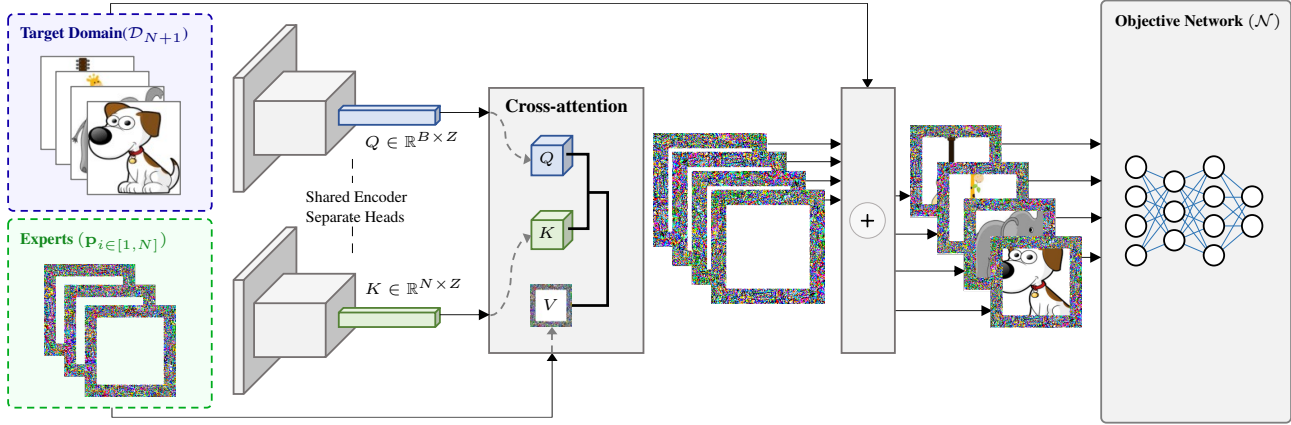 Target Domain(𝒟_{N+1})
Experts (𝐩_{i∈[1,N]})
Q ∈ ℝ^{B×Z}
Shared Encoder
Separate Heads
K ∈ ℝ^{N×Z}
Cross-attention
Q
K
V
+
Objective Network (𝒩)